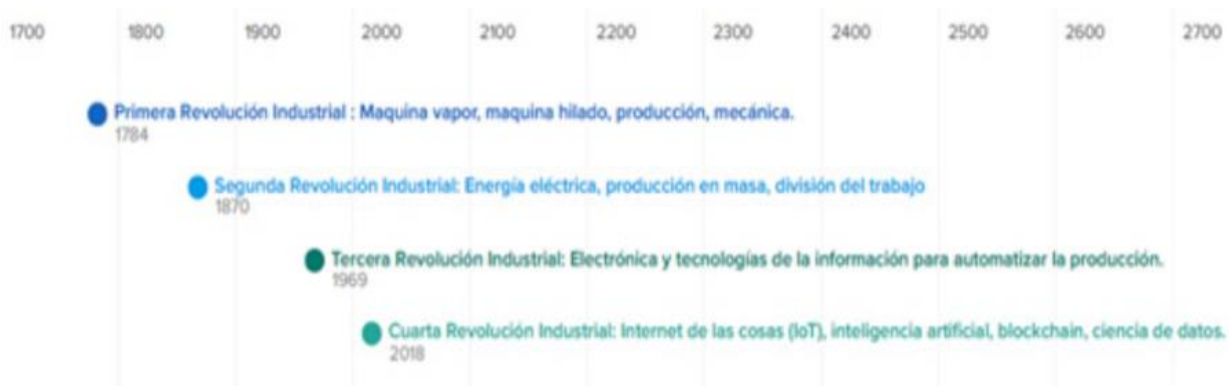 1700 1800 1900 2000 2100 2200 2300 2400 2500 2600 2700
Primera Revolución Industrial : Maquina vapor, maquina hilado, producción, mecánica.
1784
Segunda Revolución Industrial: Energía eléctrica, producción en masa, división del trabajo
1870
Tercera Revolución Industrial: Electrónica y tecnologías de la información para automatizar la producción.
1969
Cuarta Revolución Industrial: Internet de las cosas (IoT), inteligencia artificial, blockchain, ciencia de datos.
2018